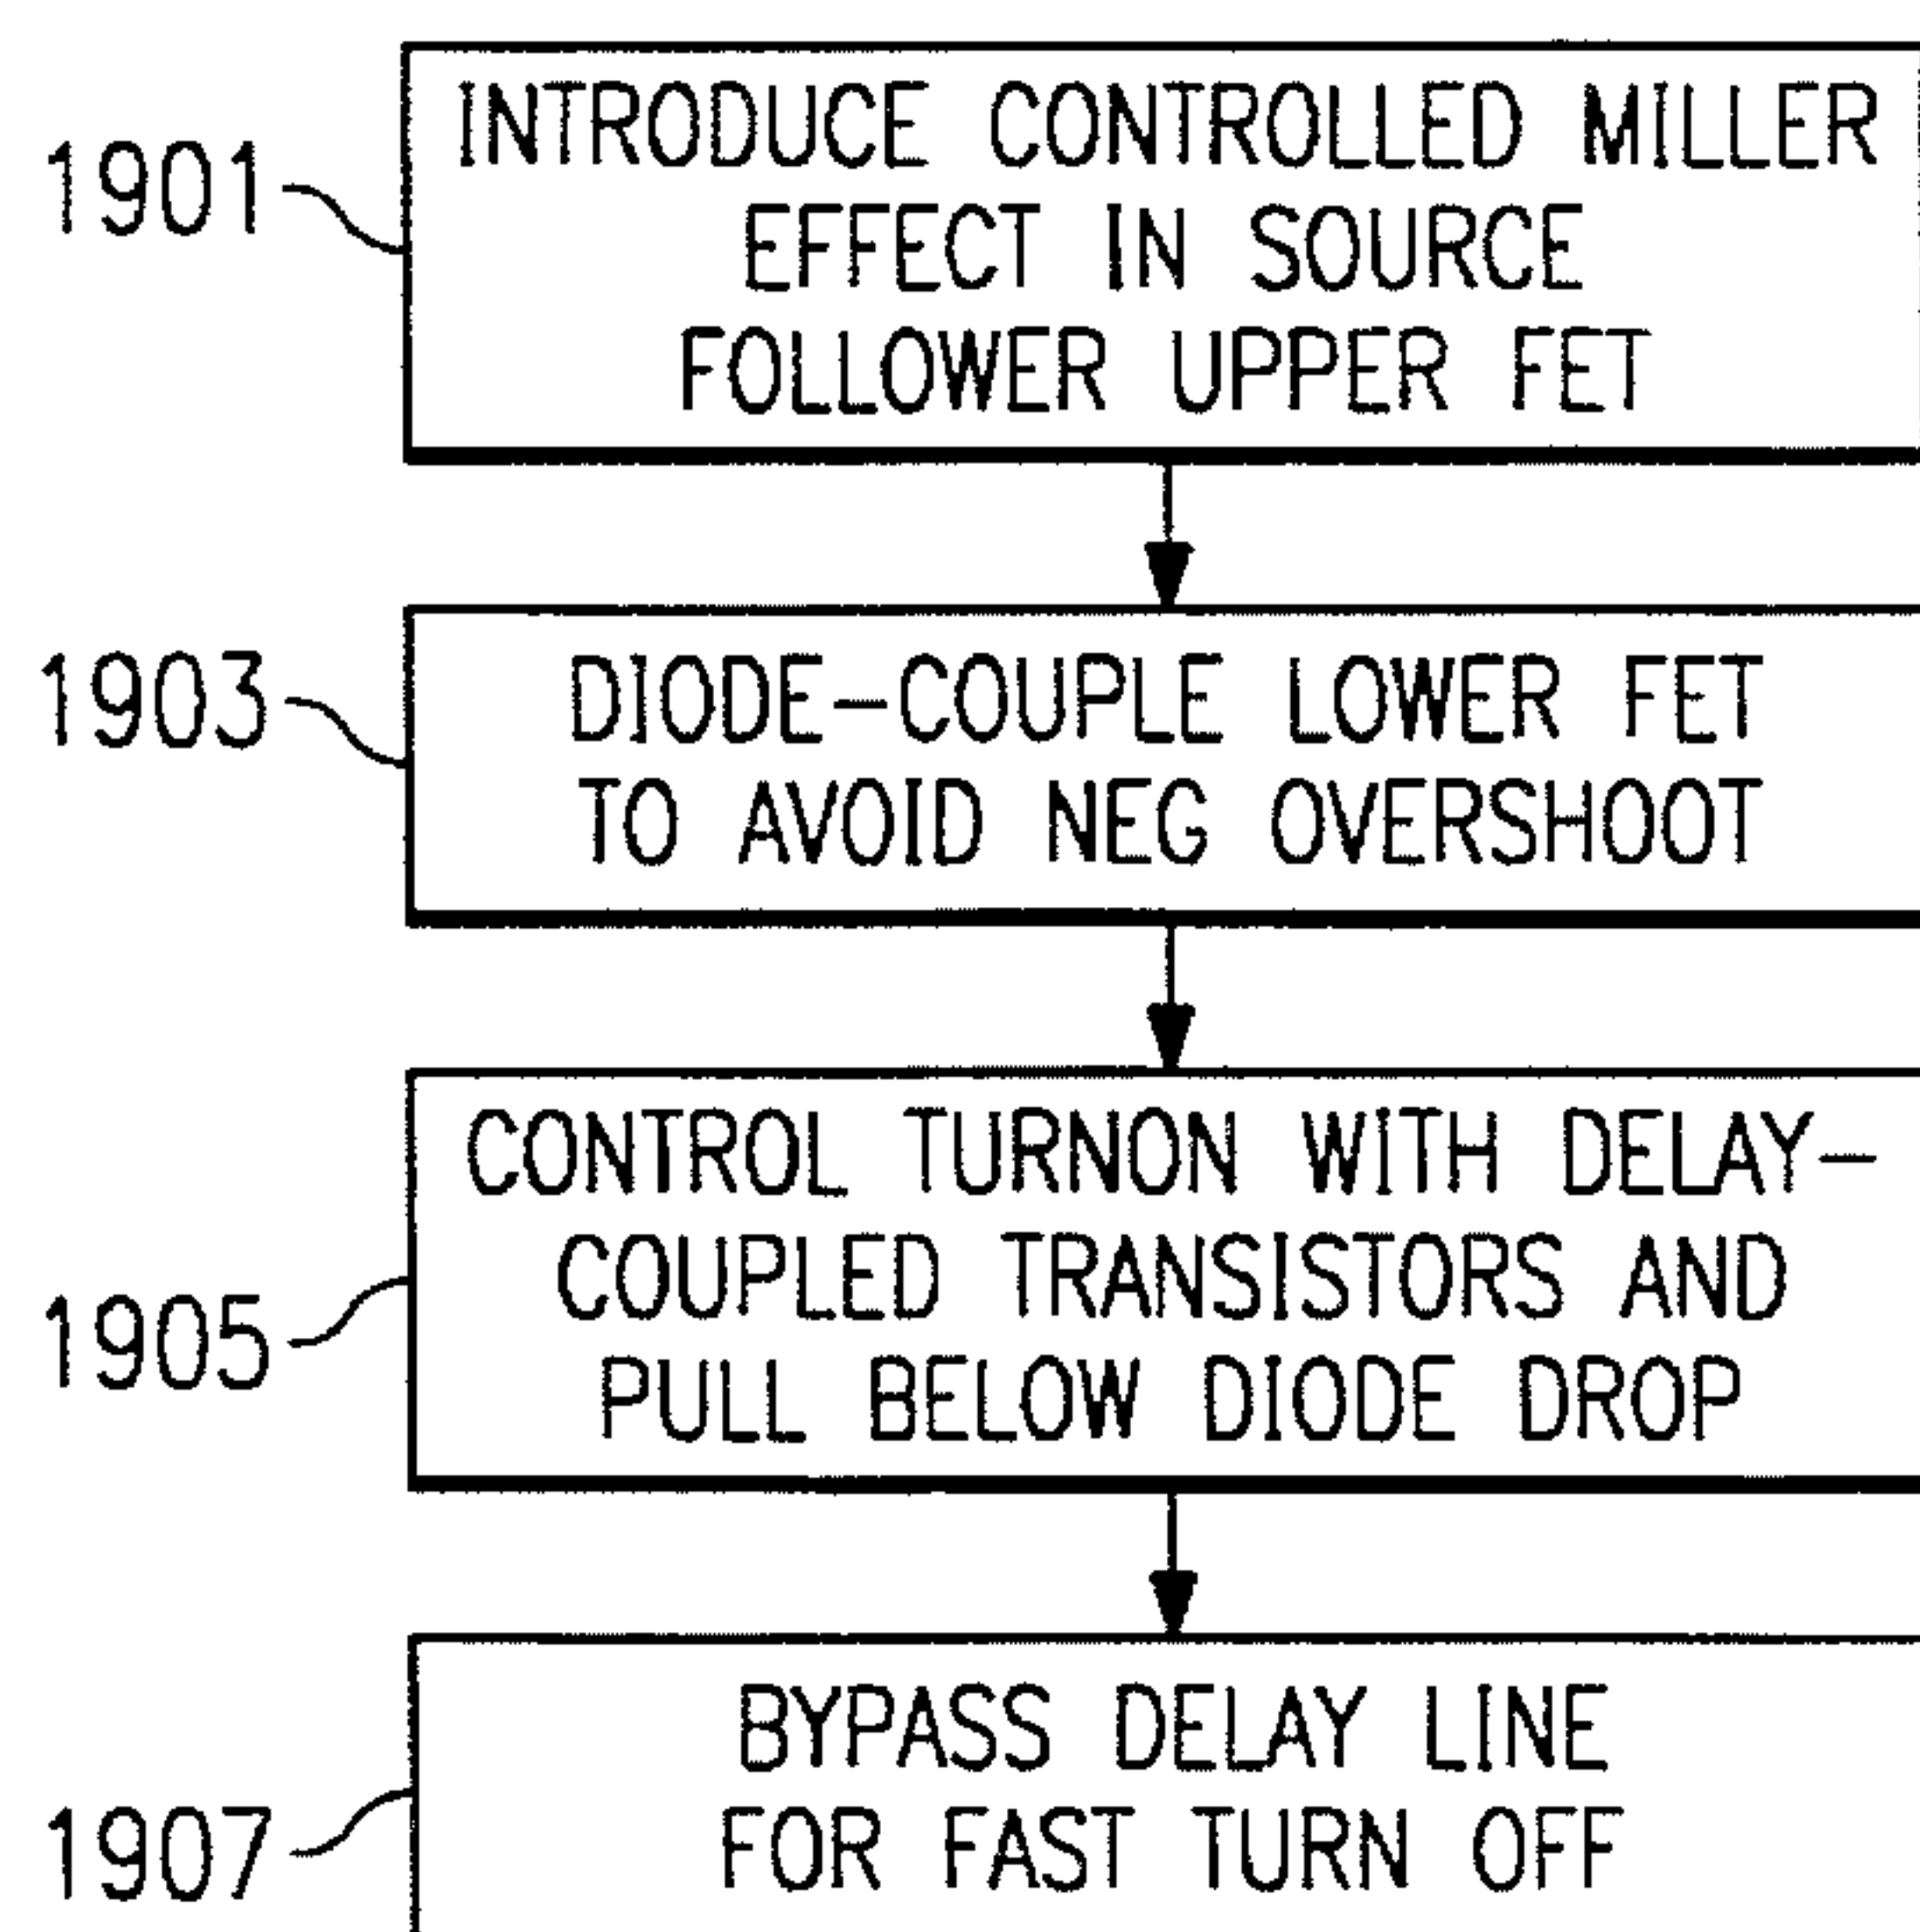 1901
INTRODUCE CONTROLLED MILLER
EFFECT IN SOURCE
FOLLOWER UPPER FET
1903
DIODE-COUPLE LOWER FET
TO AVOID NEG OVERSHOOT
1905
CONTROL TURNON WITH DELAY-
COUPLED TRANSISTORS AND
PULL BELOW DIODE DROP
1907
BYPASS DELAY LINE
FOR FAST TURN OFF